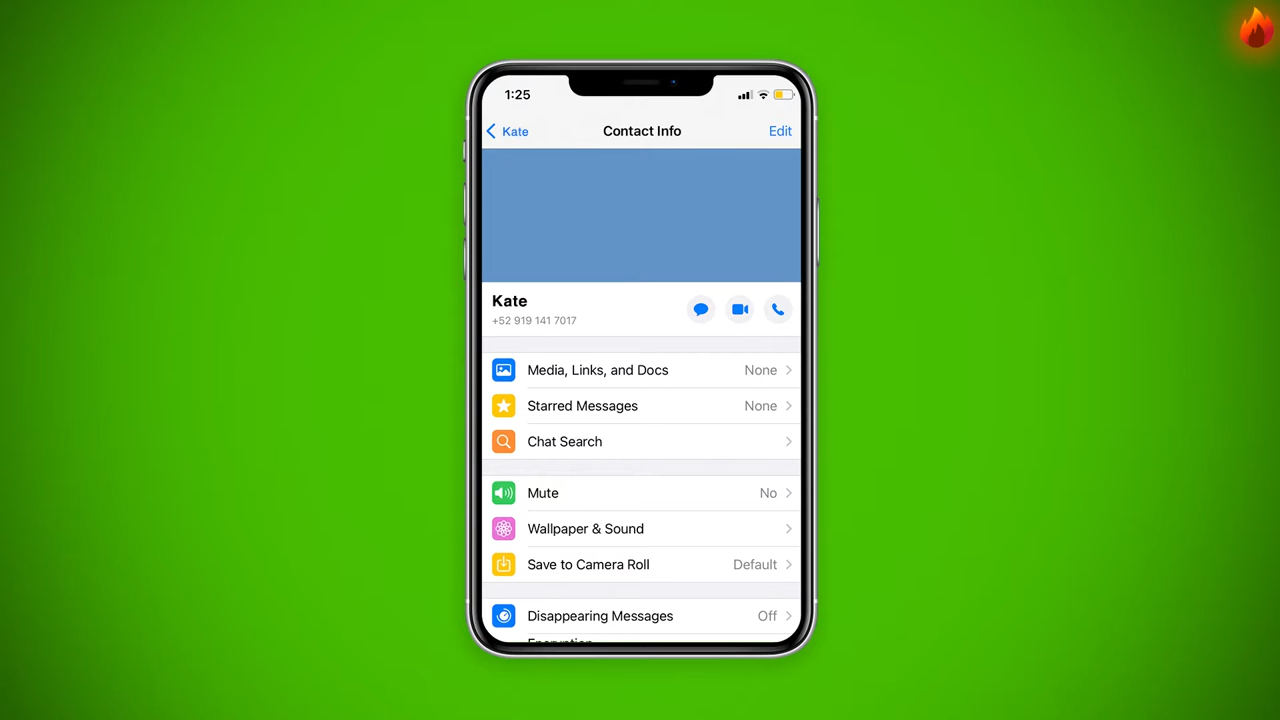 1:25
Kate
Contact Info
Edit
Kate
+52 919 141 7017
Media, Links, and Docs None
Starred Messages None
Chat Search
Mute No
Wallpaper & Sound
Save to Camera Roll Default
Disappearing Messages Off